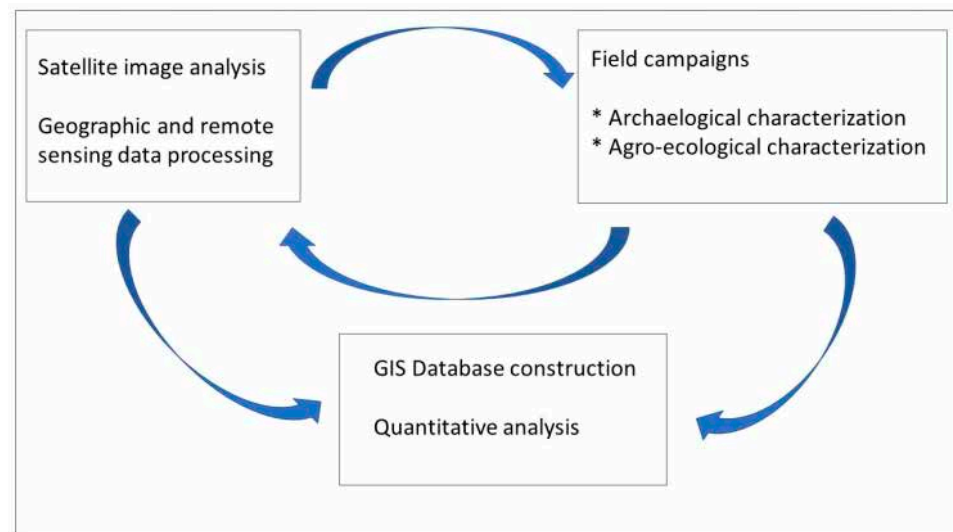 Satellite image analysis
Geographic and remote
sensing data processing
Field campaigns
* Archaelogical characterization
* Agro-ecological characterization
GIS Database construction
Quantitative analysis